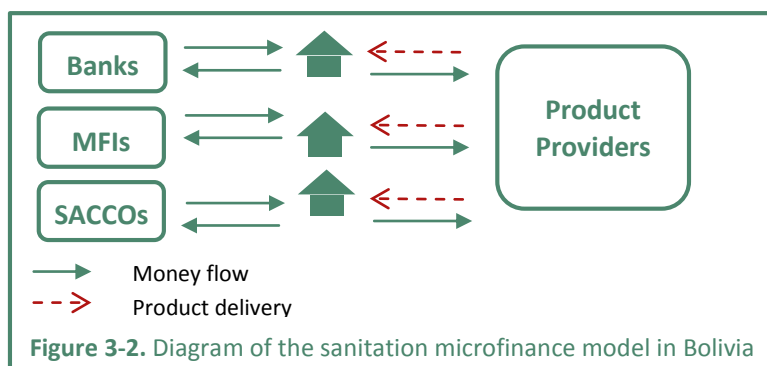 Banks
MFIs
SACCOs
Product
Providers
Money flow
Product delivery
Figure 3-2. Diagram of the sanitation microfinance model in Bolivia